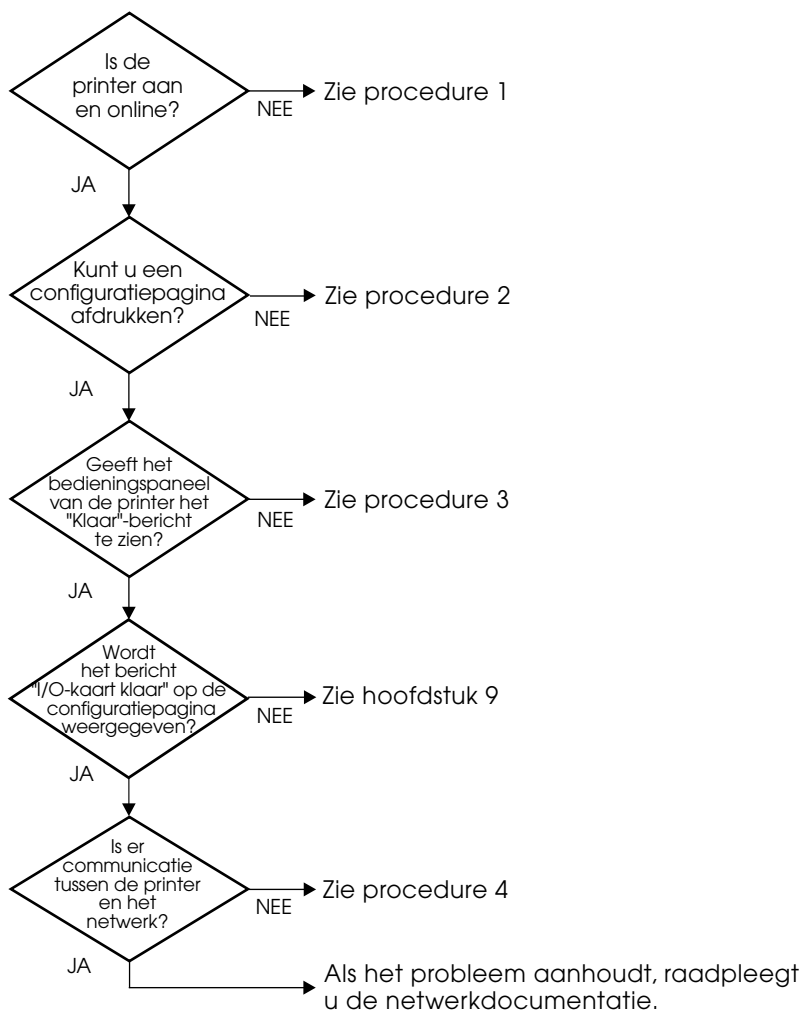 Is de
printer aan
en online?
NEE
Zie procedure 1
JA
Kunt u een
configuratiepagina
afdrukken?
NEE
Zie procedure 2
JA
Geeft het
bedieningspaneel
van de printer het
"Klaar"-bericht
te zien?
NEE
Zie procedure 3
JA
Wordt
het bericht
"I/O-kaart klaar" op de
configuratiepagina
weergegeven?
NEE
Zie hoofdstuk 9
JA
Is er
communicatie
tussen de printer
en het
netwerk?
NEE
Zie procedure 4
JA
Als het probleem aanhoudt, raadpleegt
u de netwerkdocumentatie.